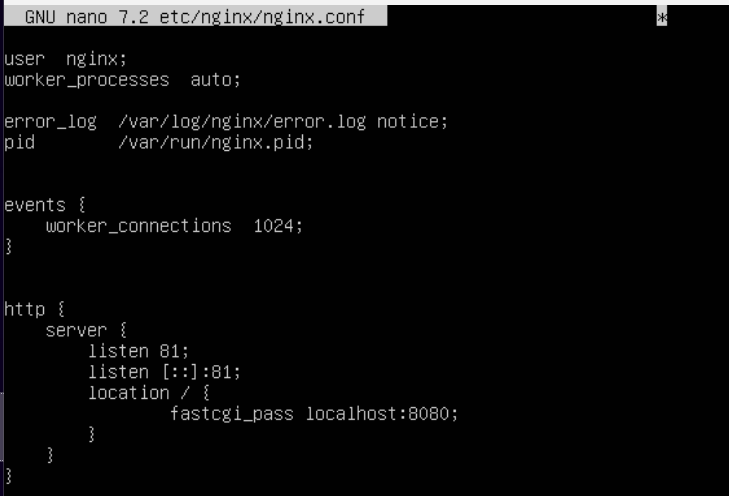 GNU nano 7.2 etc/nginx/nginx.conf *
user  nginx;
worker_processes  auto;
error_log  /var/log/nginx/error.log notice;
pid        /var/run/nginx.pid;
events {
    worker_connections  1024;
}
http {
    server {
        listen 81;
        listen [::]:81;
        location / {
                fastcgi_pass localhost:8080;
        }
    }
}